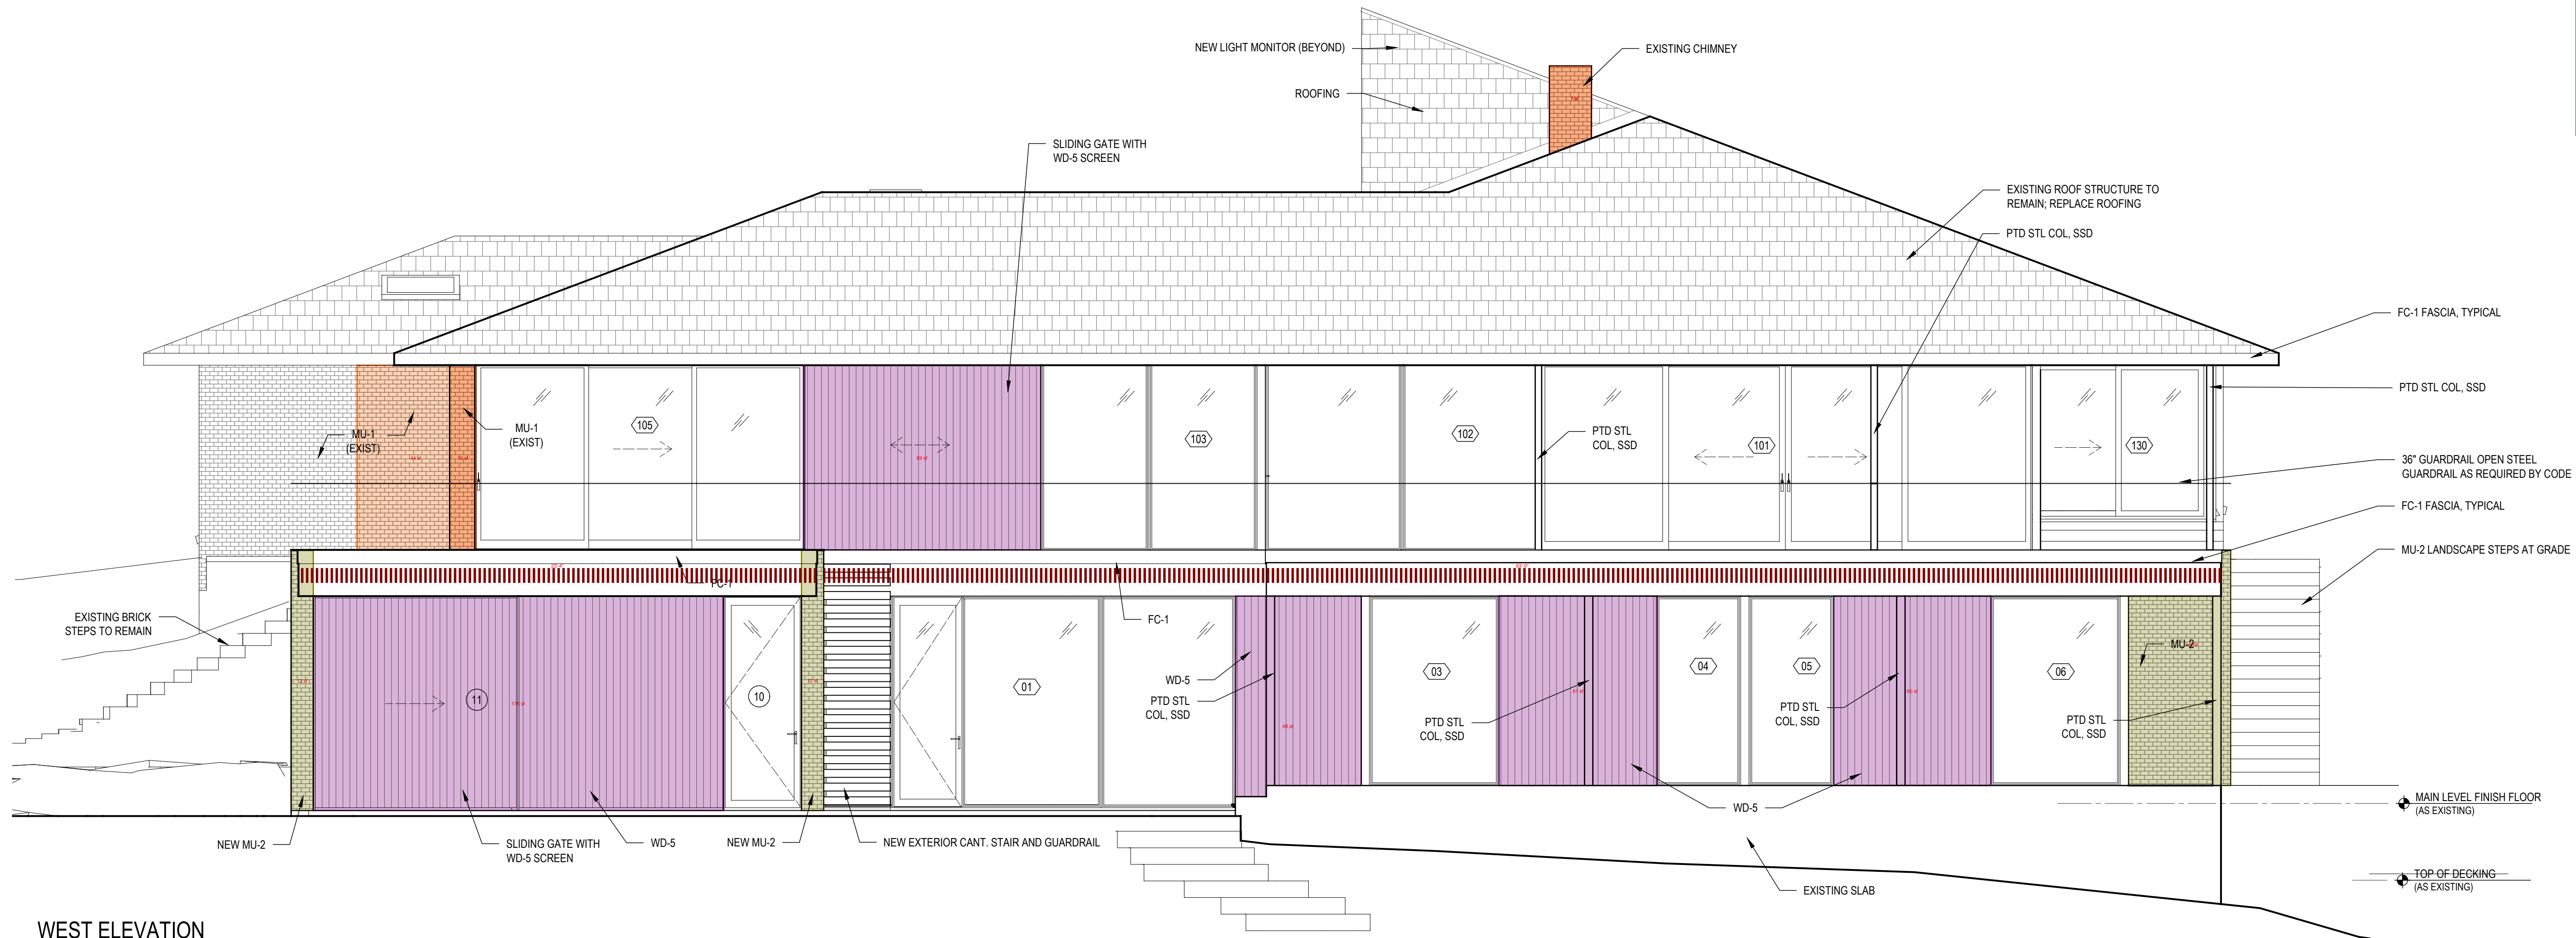 NEW LIGHT MONITOR (BEYOND)
EXISTING CHIMNEY
ROOFING
SLIDING GATE WITH
WD-5 SCREEN
EXISTING ROOF STRUCTURE TO
REMAIN; REPLACE ROOFING
PTD STL COL, SSD
FC-1 FASCIA, TYPICAL
PTD STL COL, SSD
MU-1
(EXIST)
MU-1
(EXIST)
105
103
102
PTD STL
COL, SSD
101
130
36" GUARDRAIL OPEN STEEL
GUARDRAIL AS REQUIRED BY CODE
FC-1 FASCIA, TYPICAL
MU-2 LANDSCAPE STEPS AT GRADE
FC-1
FC-1
EXISTING BRICK
STEPS TO REMAIN
11
10
01
WD-5
PTD STL
COL, SSD
03
PTD STL
COL, SSD
04
05
PTD STL
COL, SSD
06
PTD STL
COL, SSD
MU-2
NEW MU-2
SLIDING GATE WITH
WD-5 SCREEN
WD-5
NEW MU-2
NEW EXTERIOR CANT. STAIR AND GUARDRAIL
WD-5
EXISTING SLAB
MAIN LEVEL FINISH FLOOR
(AS EXISTING)
TOP OF DECKING
(AS EXISTING)
WEST ELEVATION